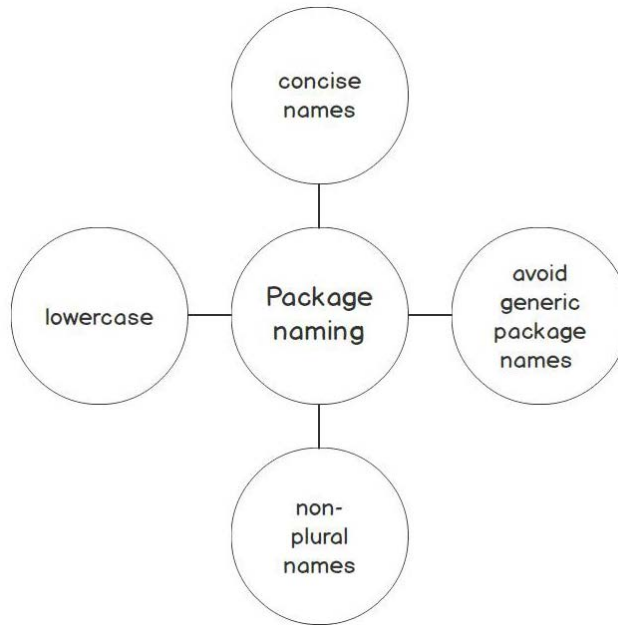 concise
names
lowercase
Package
naming
avoid
generic
package
names
non-
plural
names